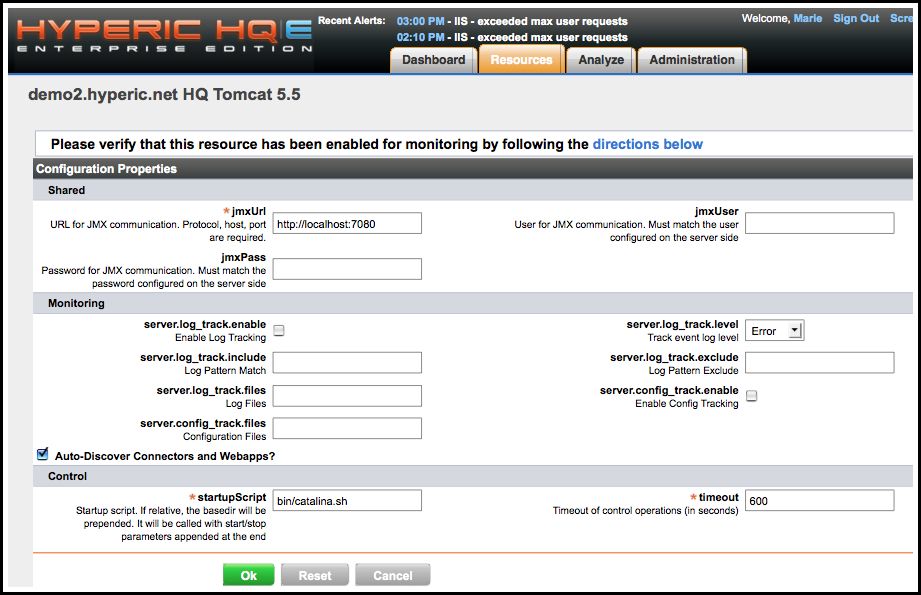 HYPERIC HQ E
ENTERPRISE EDITION
Recent Alerts: 03:00 PM - IIS - exceeded max user requests
02:10 PM - IIS - exceeded max user requests
Welcome, Marie Sign Out Scre
Dashboard Resources Analyze Administration
demo2.hyperic.net HQ Tomcat 5.5
Please verify that this resource has been enabled for monitoring by following the directions below
Configuration Properties
Shared
* jmxUrl
URL for JMX communication. Protocol, host, port
are required.
http://localhost:7080
jmxUser
User for JMX communication. Must match the user
configured on the server side
jmxPass
Password for JMX communication. Must match the
password configured on the server side
Monitoring
server.log_track.enable
Enable Log Tracking
server.log_track.level
Track event log level
Error
server.log_track.include
Log Pattern Match
server.log_track.exclude
Log Pattern Exclude
server.log_track.files
Log Files
server.config_track.enable
Enable Config Tracking
server.config_track.files
Configuration Files
Auto-Discover Connectors and Webapps?
Control
* startupScript
Startup script. If relative, the basedir will be
prepended. It will be called with start/stop
parameters appended at the end
bin/catalina.sh
* timeout
Timeout of control operations (in seconds)
600
Ok Reset Cancel